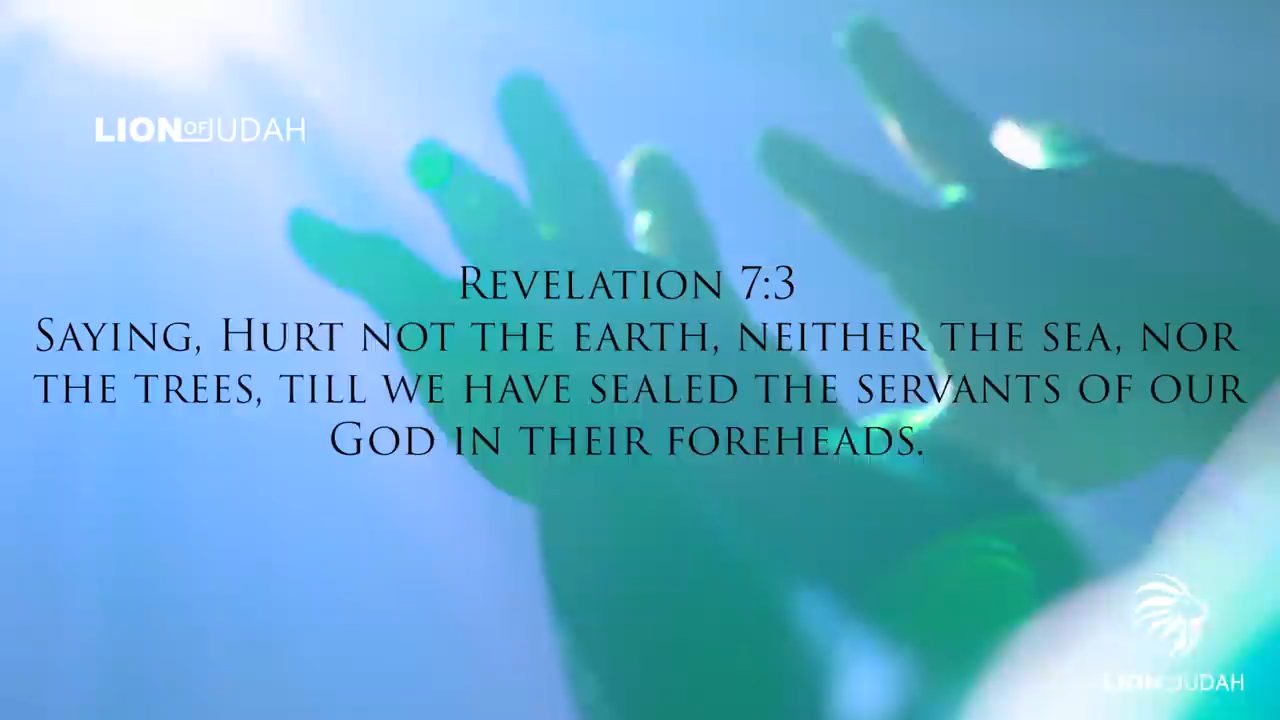 LION OF JUDAH
REVELATION 7:3
SAYING, HURT NOT THE EARTH, NEITHER THE SEA, NOR
THE TREES, TILL WE HAVE SEALED THE SERVANTS OF OUR
GOD IN THEIR FOREHEADS.
LION OF JUDAH